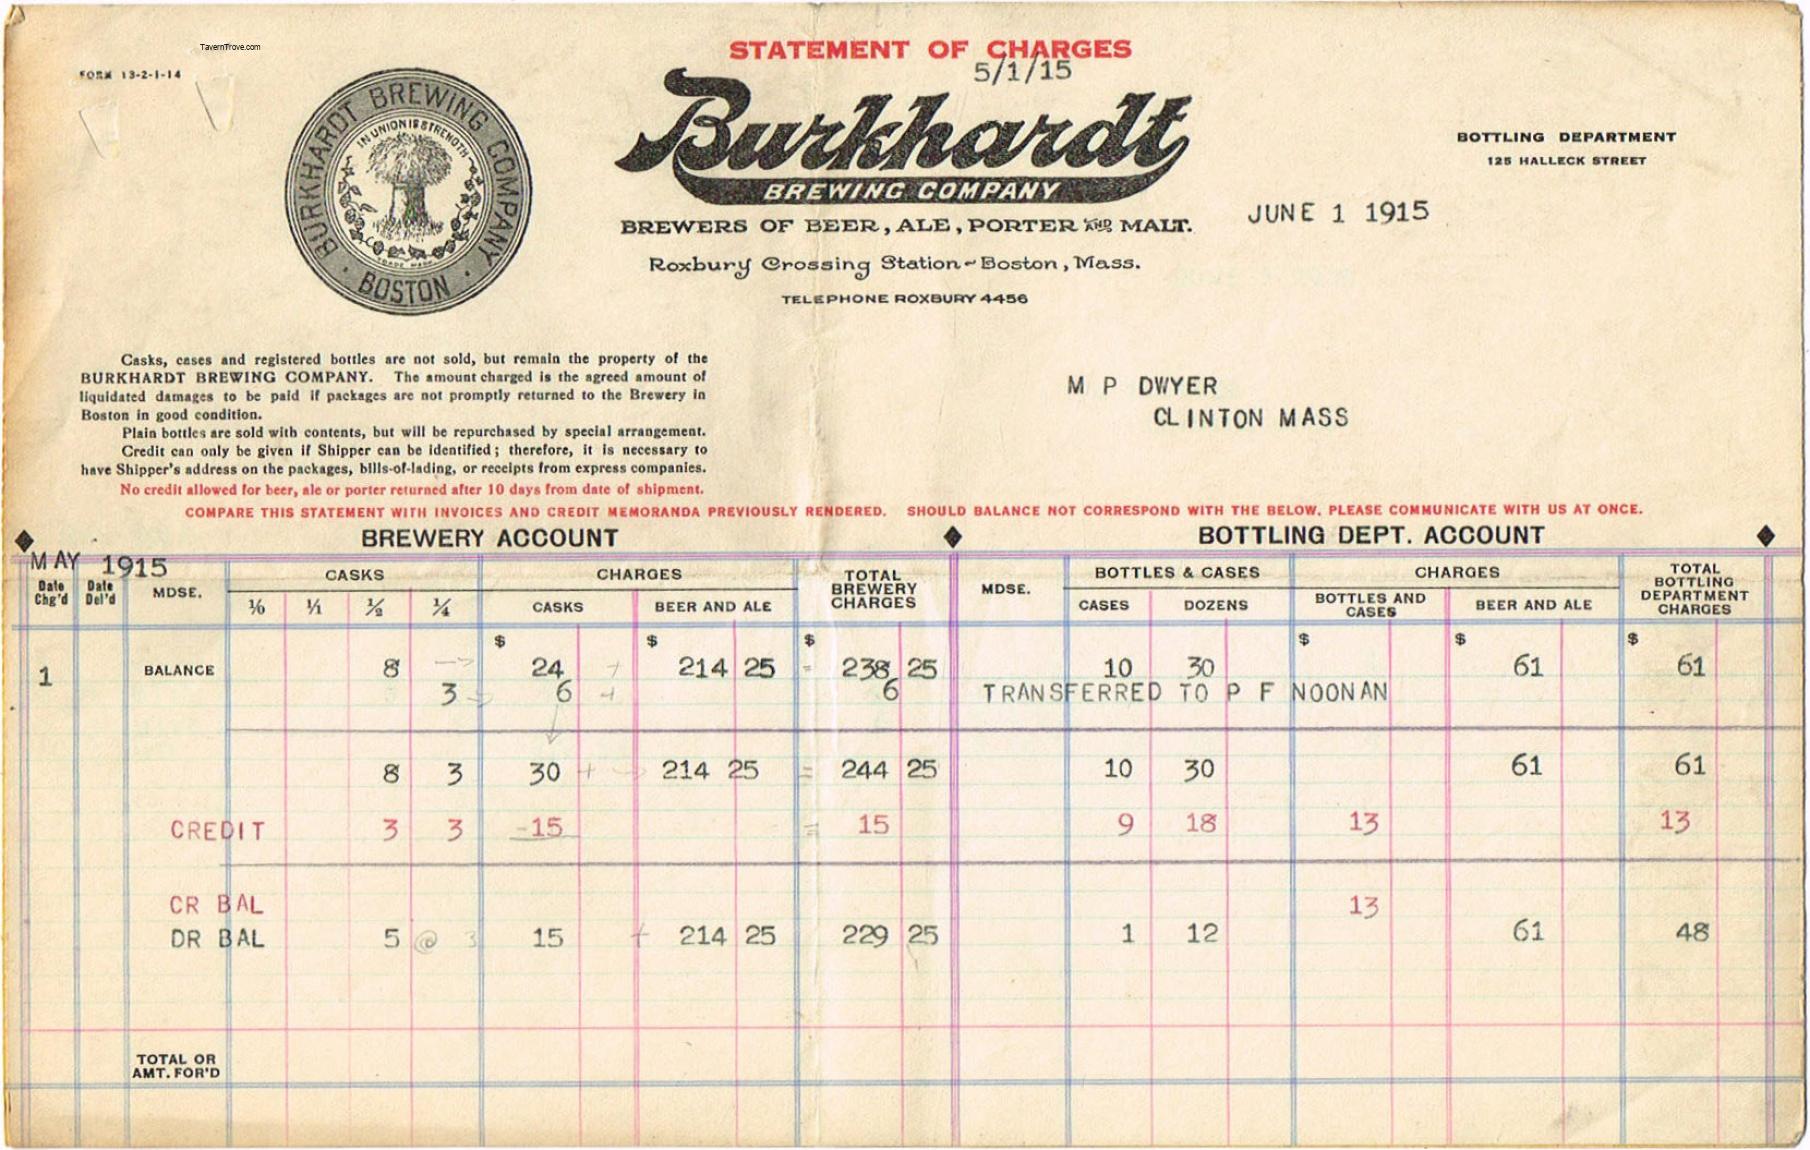 TavernTrove.com
STATEMENT OF CHARGES
5/1/15
FORM 13-2-1-14
BURKHARDT BREWING COMPANY
· BOSTON ·
IN UNION IS STRENGTH
TRADE MARK
Burkhardt
BREWING COMPANY
BREWERS OF BEER, ALE, PORTER AND MALT.
Roxbury Crossing Station~Boston, Mass.
TELEPHONE ROXBURY 4456
BOTTLING DEPARTMENT
125 HALLECK STREET
JUNE 1 1915
Casks, cases and registered bottles are not sold, but remain the property of the
BURKHARDT BREWING COMPANY. The amount charged is the agreed amount of
liquidated damages to be paid if packages are not promptly returned to the Brewery in
Boston in good condition.
Plain bottles are sold with contents, but will be repurchased by special arrangement.
Credit can only be given if Shipper can be identified; therefore, it is necessary to
have Shipper's address on the packages, bills-of-lading, or receipts from express companies.
No credit allowed for beer, ale or porter returned after 10 days from date of shipment.
M P DWYER
CLINTON MASS
COMPARE THIS STATEMENT WITH INVOICES AND CREDIT MEMORANDA PREVIOUSLY RENDERED. SHOULD BALANCE NOT CORRESPOND WITH THE BELOW, PLEASE COMMUNICATE WITH US AT ONCE.
BREWERY ACCOUNT BOTTLING DEPT. ACCOUNT
MAY 1915
Date Chg'd Date Del'd MDSE. CASKS CHARGES TOTAL BREWERY CHARGES MDSE. BOTTLES & CASES CHARGES TOTAL BOTTLING DEPARTMENT CHARGES
1/6 1/1 1/2 1/4 CASKS BEER AND ALE CASES DOZENS BOTTLES AND CASES BEER AND ALE
$ $ $ $ $ $
1 BALANCE 8 → 24 + 214 25 = 238 25 10 30 61 61
3 → 6 + 6 TRANSFERRED TO P F NOONAN
8 3 30 + → 214 25 = 244 25 10 30 61 61
CREDIT 3 3 -15 = 15 9 18 13 13
CR BAL 13
DR BAL 5 @ 3 15 + 214 25 229 25 1 12 61 48
TOTAL OR
AMT. FOR'D